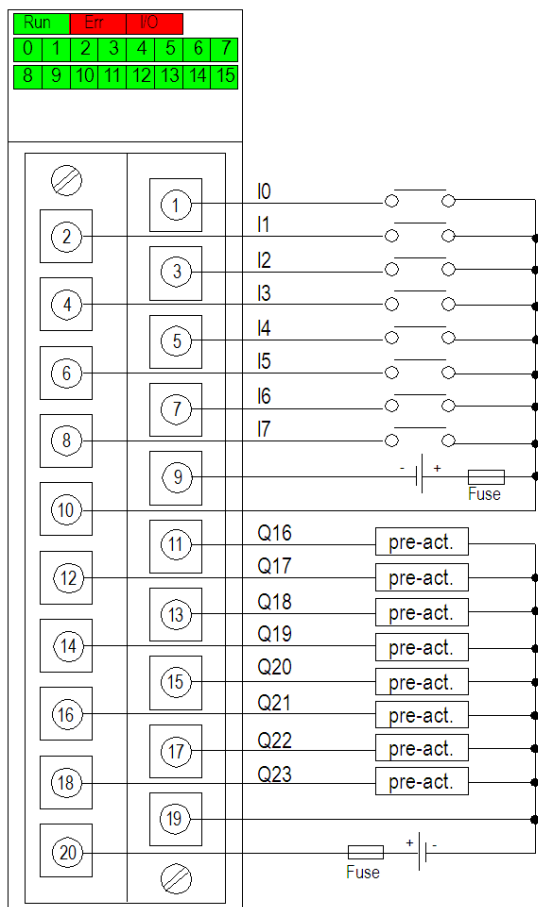 Run Err I/O
0 1 2 3 4 5 6 7
8 9 10 11 12 13 14 15
1 I0
2 I1
3 I2
4 I3
5 I4
6 I5
7 I6
8 I7
9 - + Fuse
10
11 Q16 pre-act.
12 Q17 pre-act.
13 Q18 pre-act.
14 Q19 pre-act.
15 Q20 pre-act.
16 Q21 pre-act.
17 Q22 pre-act.
18 Q23 pre-act.
19
20 Fuse + -